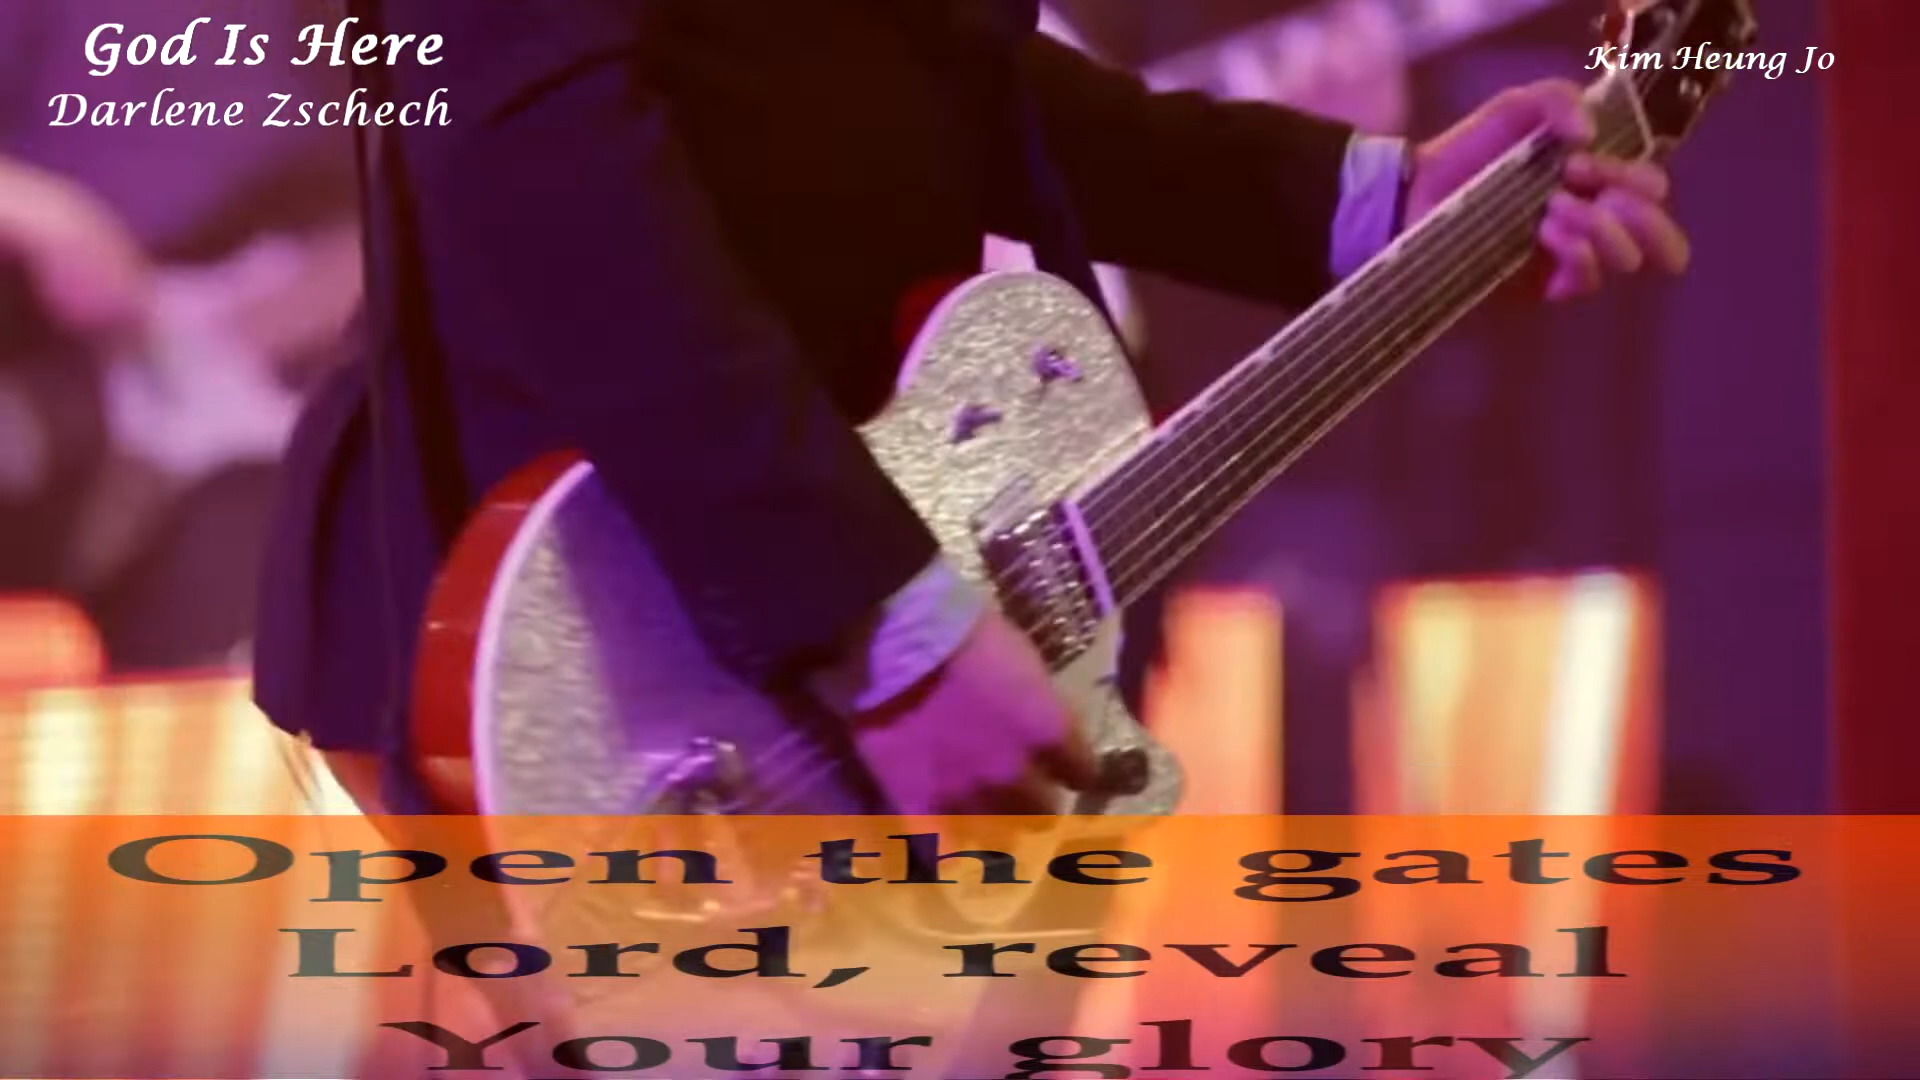 God Is Here
Darlene Zschech
Kim Heung Jo
Open the gates
Lord, reveal
Your glory